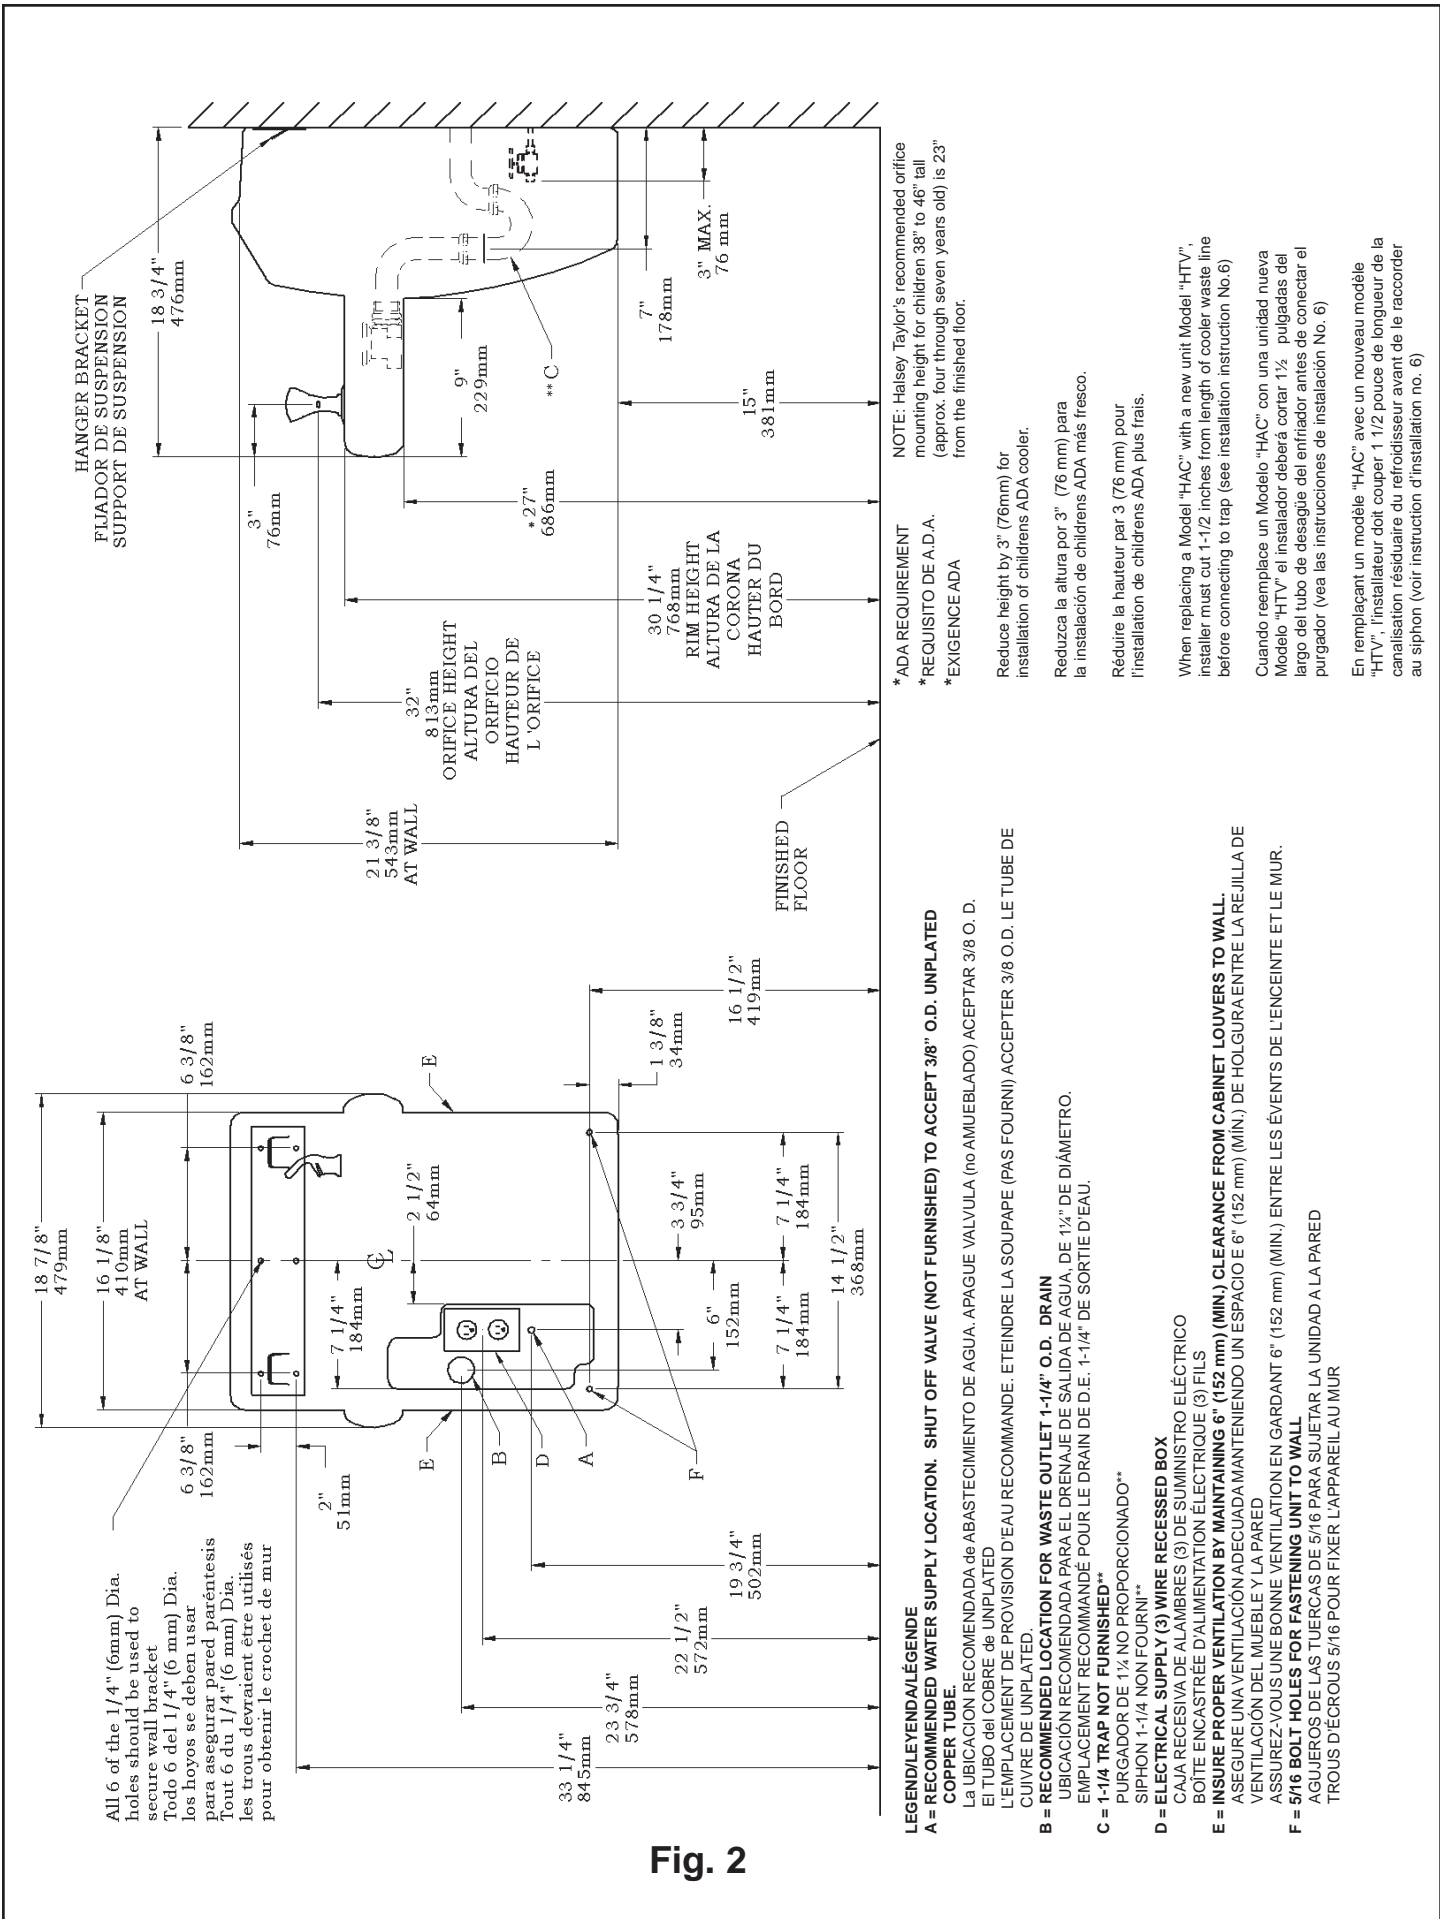 All 6 of the 1/4" (6mm) Dia.
holes should be used to
secure wall bracket
Todo 6 del 1/4" (6 mm) Dia.
los hoyos se deben usar
para asegurar pared paréntesis
Tout 6 du 1/4" (6 mm) Dia.
les trous devraient être utilisés
pour obtenir le crochet de mur
18 7/8"
479mm
16 1/8"
410mm
AT WALL
6 3/8"
162mm
6 3/8"
162mm
2"
51mm
7 1/4"
184mm
2 1/2"
64mm
CL
E
E
B
D
A
F
6"
152mm
3 3/4"
95mm
7 1/4"
184mm
7 1/4"
184mm
14 1/2"
368mm
1 3/8"
34mm
16 1/2"
419mm
33 1/4"
845mm
23 3/4"
578mm
22 1/2"
572mm
19 3/4"
502mm
HANGER BRACKET
FIJADOR DE SUSPENSION
SUPPORT DE SUSPENSION
18 3/4"
476mm
3"
76mm
21 3/8"
543mm
AT WALL
32"
813mm
ORIFICE HEIGHT
ALTURA DEL
ORIFICIO
HAUTEUR DE
L 'ORIFICE
30 1/4"
768mm
RIM HEIGHT
ALTURA DE LA
CORONA
HAUTER DU
BORD
*27"
686mm
9"
229mm
**C
15"
381mm
7"
178mm
3" MAX.
76 mm
FINISHED
FLOOR
LEGEND/LEYENDA/LÉGENDE
A = RECOMMENDED WATER SUPPLY LOCATION. SHUT OFF VALVE (NOT FURNISHED) TO ACCEPT 3/8" O.D. UNPLATED
COPPER TUBE.
La UBICACION RECOMENDADA de ABASTECIMIENTO DE AGUA. APAGUE VALVULA (no AMUEBLADO) ACEPTAR 3/8 O. D.
El TUBO del COBRE de UNPLATED
L'EMPLACEMENT DE PROVISION D'EAU RECOMMANDE. ETEINDRE LA SOUPAPE (PAS FOURNI) ACCEPTER 3/8 O.D. LE TUBE DE
CUIVRE DE UNPLATED.
B = RECOMMENDED LOCATION FOR WASTE OUTLET 1-1/4" O.D. DRAIN
UBICACIÓN RECOMENDADA PARA EL DRENAJE DE SALIDA DE AGUA, DE 1¼" DE DIÁMETRO.
EMPLACEMENT RECOMMANDÉ POUR LE DRAIN DE D.E. 1-1/4" DE SORTIE D'EAU.
C = 1-1/4 TRAP NOT FURNISHED**
PURGADOR DE 1¼ NO PROPORCIONADO**
SIPHON 1-1/4 NON FOURNI**
D = ELECTRICAL SUPPLY (3) WIRE RECESSED BOX
CAJA RECESIVA DE ALAMBRES (3) DE SUMINISTRO ELÉCTRICO
BOÎTE ENCASTRÉE D'ALIMENTATION ÉLECTRIQUE (3) FILS
E = INSURE PROPER VENTILATION BY MAINTAINING 6" (152 mm) (MIN.) CLEARANCE FROM CABINET LOUVERS TO WALL.
ASEGURE UNA VENTILACIÓN ADECUADA MANTENIENDO UN ESPACIO E 6" (152 mm) (MÍN.) DE HOLGURA ENTRE LA REJILLA DE
VENTILACIÓN DEL MUEBLE Y LA PARED
ASSUREZ-VOUS UNE BONNE VENTILATION EN GARDANT 6" (152 mm) (MIN.) ENTRE LES ÉVENTS DE L'ENCEINTE ET LE MUR.
F = 5/16 BOLT HOLES FOR FASTENING UNIT TO WALL
AGUJEROS DE LAS TUERCAS DE 5/16 PARA SUJETAR LA UNIDAD A LA PARED
TROUS D'ÉCROUS 5/16 POUR FIXER L'APPAREIL AU MUR
*ADA REQUIREMENT
*REQUISITO DE A.D.A.
*EXIGENCE ADA
NOTE: Halsey Taylor's recommended orifice
mounting height for children 38" to 46" tall
(approx. four through seven years old) is 23"
from the finished floor.
Reduce height by 3" (76mm) for
installation of childrens ADA cooler.
Reduzca la altura por 3" (76 mm) para
la instalación de childrens ADA más fresco.
Réduire la hauteur par 3 (76 mm) pour
l'installation de childrens ADA plus frais.
When replacing a Model "HAC" with a new unit Model "HTV",
installer must cut 1-1/2 inches from length of cooler waste line
before connecting to trap (see installation instruction No.6)
Cuando reemplace un Modelo "HAC" con una unidad nueva
Modelo "HTV" el instalador deberá cortar 1½ pulgadas del
largo del tubo de desagüe del enfriador antes de conectar el
purgador (vea las instrucciones de instalación No. 6)
En remplaçant un modèle "HAC" avec un nouveau modèle
"HTV", l'installateur doit couper 1 1/2 pouce de longueur de la
canalisation résiduaire du refroidisseur avant de le raccorder
au siphon (voir instruction d'installation no. 6)
Fig. 2